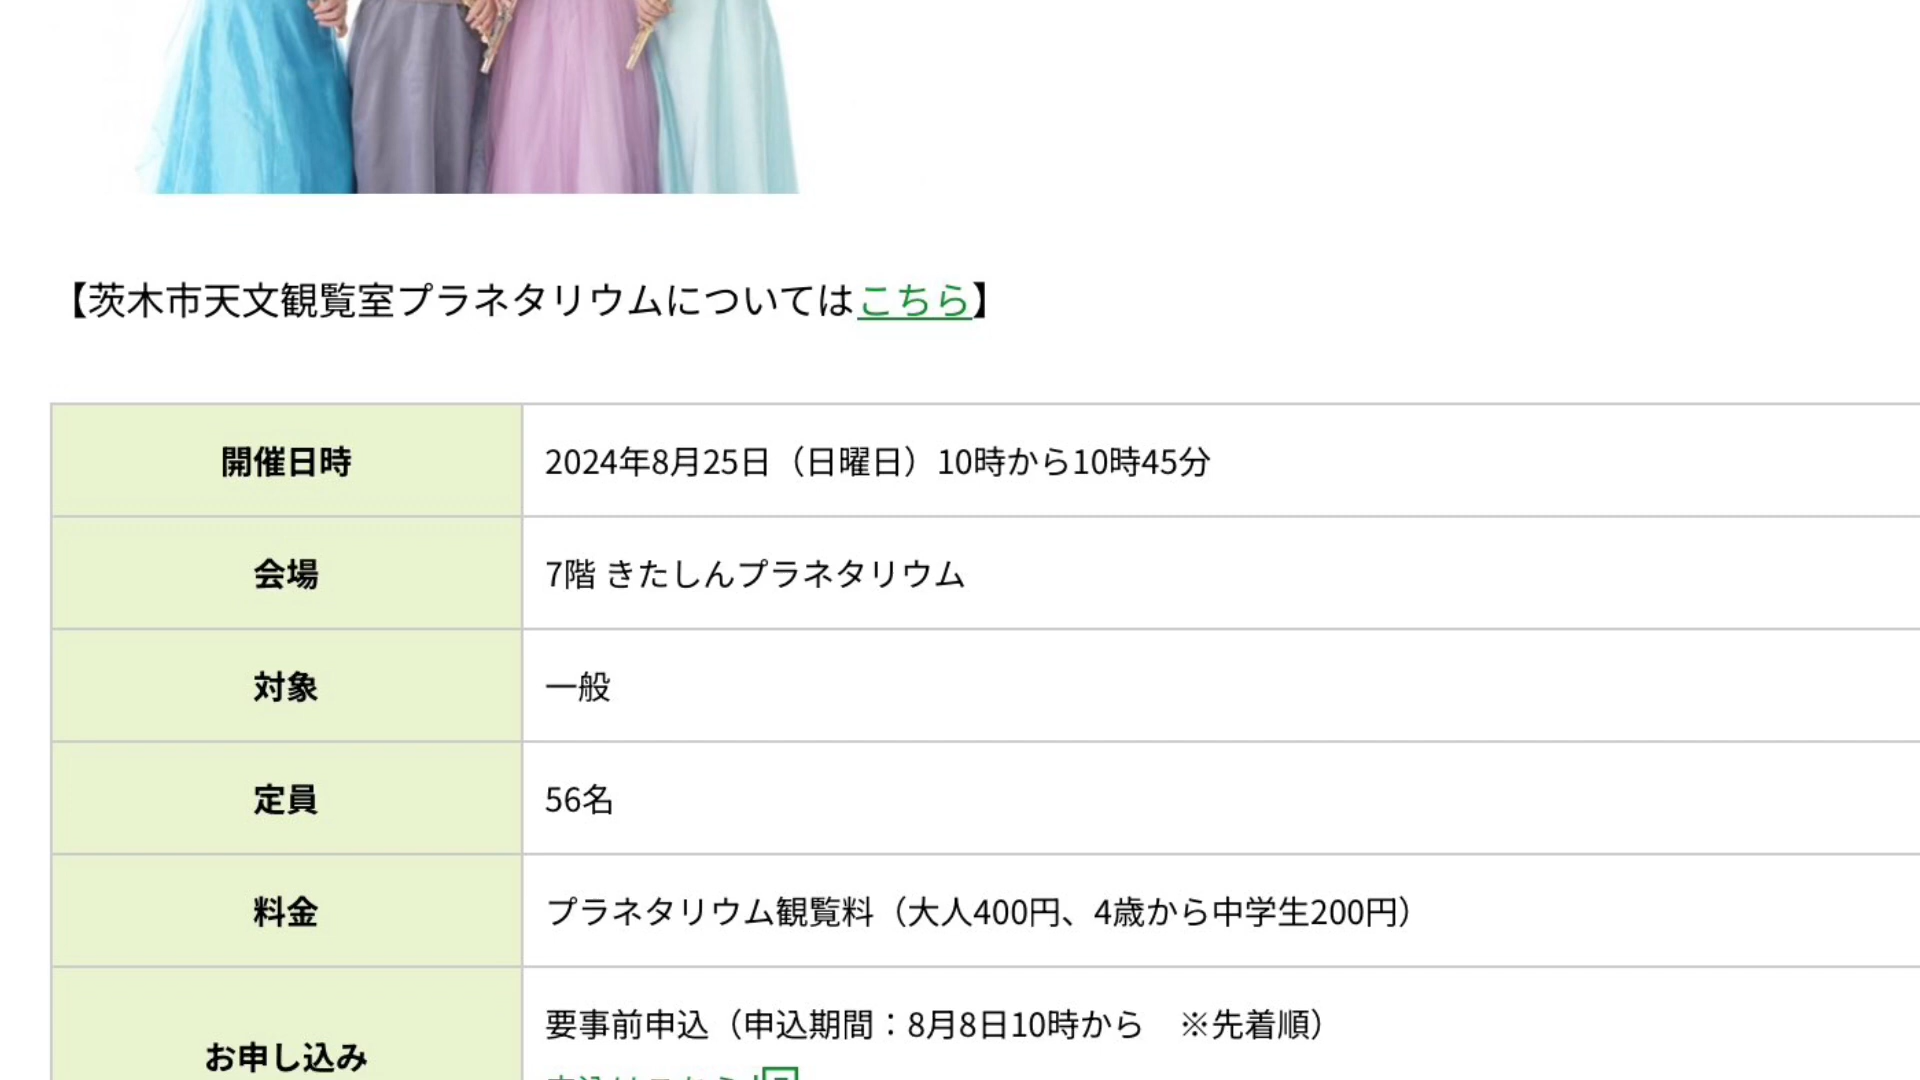 【茨木市天文観覧室プラネタリウムについてはこちら】
開催日時
2024年8月25日（日曜日）10時から10時45分
会場
7階 きたしんプラネタリウム
対象
一般
定員
56名
料金
プラネタリウム観覧料（大人400円、4歳から中学生200円）
お申し込み
要事前申込（申込期間：8月8日10時から　※先着順）